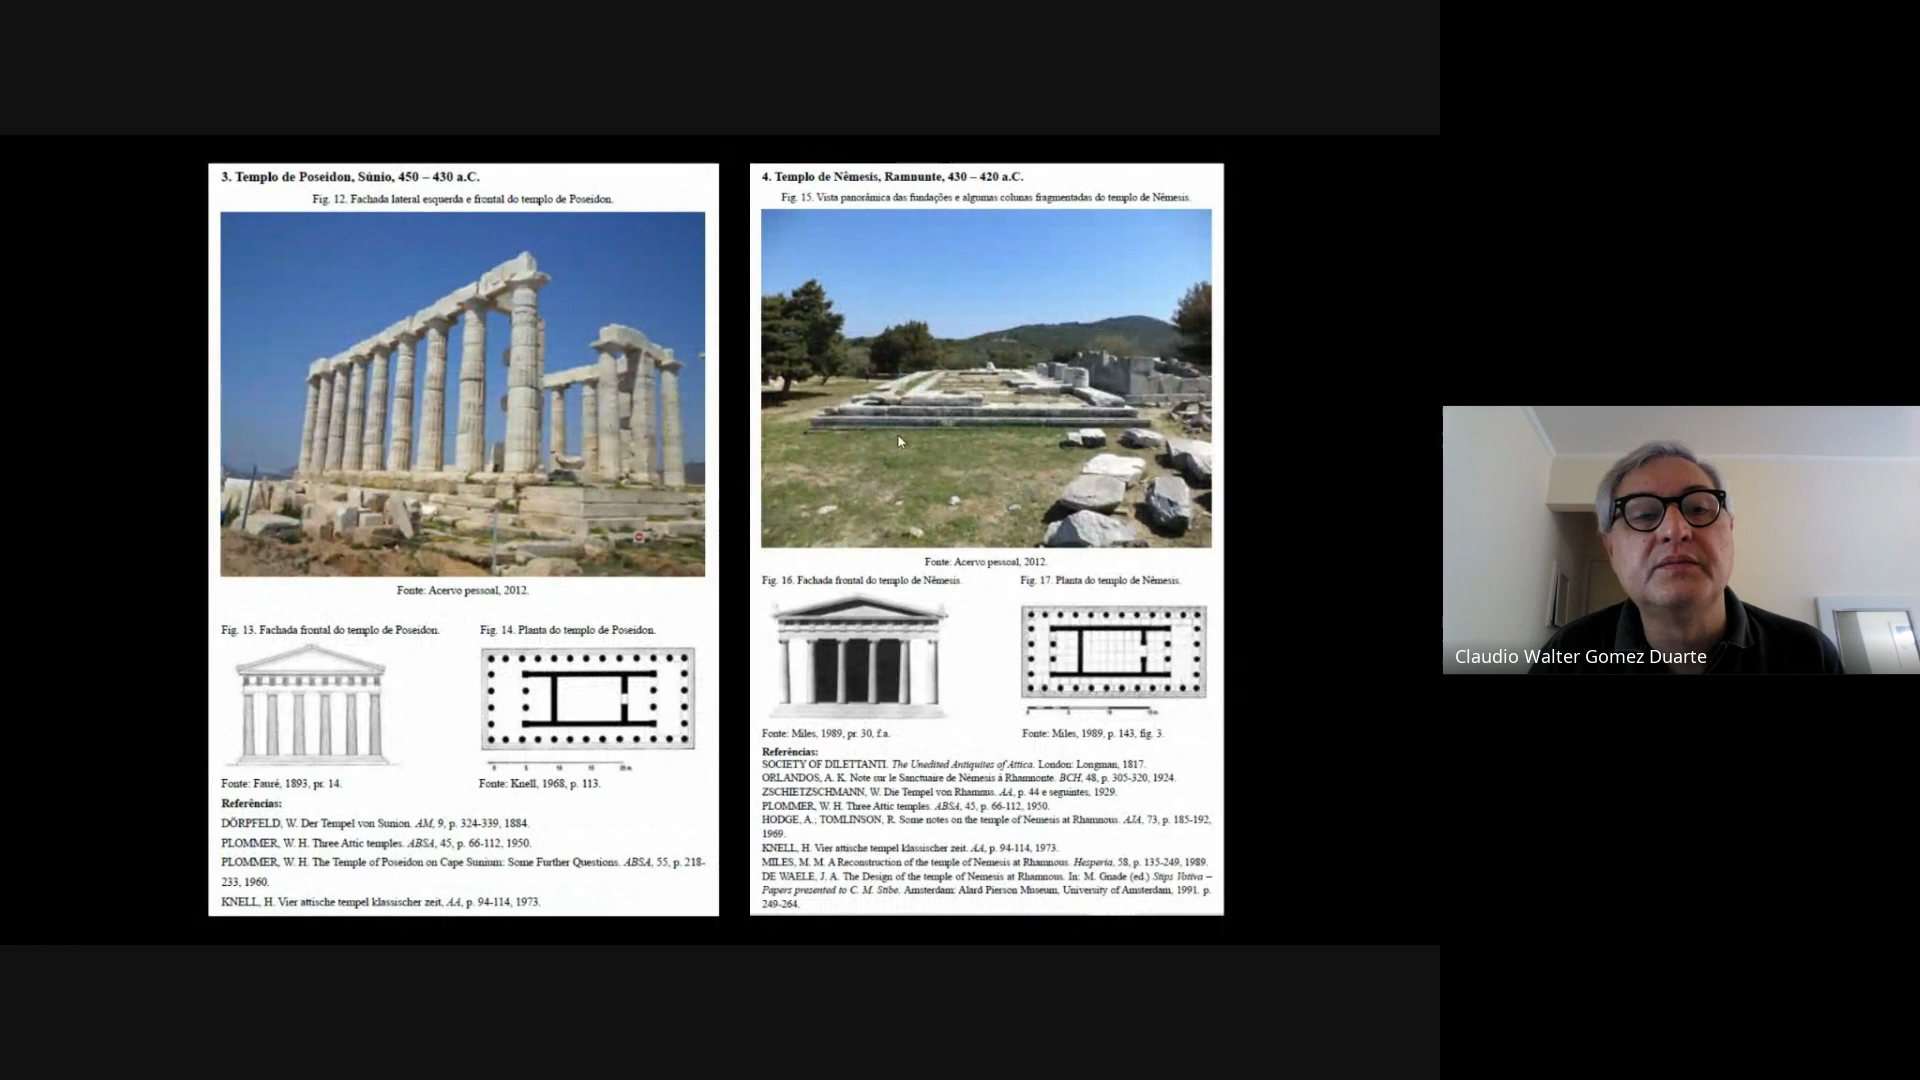 3. Templo de Poseidon, Súnio, 450 – 430 a.C.
Fig. 12. Fachada lateral esquerda e frontal do templo de Poseidon.
Fonte: Acervo pessoal, 2012.
Fig. 13. Fachada frontal do templo de Poseidon.
Fig. 14. Planta do templo de Poseidon.
Fonte: Fauré, 1893, pr. 14.
Fonte: Knell, 1968, p. 113.
Referências:
DÖRPFELD, W. Der Tempel von Sunion. AM, 9, p. 324-339, 1884.
PLOMMER, W. H. Three Attic temples. ABSA, 45, p. 66-112, 1950.
PLOMMER, W. H. The Temple of Poseidon on Cape Sunium: Some Further Questions. ABSA, 55, p. 218-
233, 1960.
KNELL, H. Vier attische tempel klassischer zeit, AA, p. 94-114, 1973.
4. Templo de Nêmesis, Ramnunte, 430 – 420 a.C.
Fig. 15. Vista panorâmica das fundações e algumas colunas fragmentadas do templo de Nêmesis.
Fonte: Acervo pessoal, 2012.
Fig. 16. Fachada frontal do templo de Nêmesis.
Fig. 17. Planta do templo de Nêmesis.
Fonte: Miles, 1989, pr. 30, f.a.
Fonte: Miles, 1989, p. 143, fig. 3.
Referências:
SOCIETY OF DILETTANTI. The Unedited Antiquites of Attica. London: Longman, 1817.
ORLANDOS, A. K. Note sur le Sanctuaire de Némesis à Rhamnonte. BCH, 48, p. 305-320, 1924.
ZSCHIETZSCHMANN, W. Die Tempel von Rhamnus. AA, p. 44 e seguintes, 1929.
PLOMMER, W. H. Three Attic temples. ABSA, 45, p. 66-112, 1950.
HODGE, A.; TOMLINSON, R. Some notes on the temple of Nemesis at Rhamnous. AJA, 73, p. 185-192,
1969.
KNELL, H. Vier attische tempel klassischer zeit. AA, p. 94-114, 1973.
MILES, M. M. A Reconstruction of the temple of Nemesis at Rhamnous. Hesperia, 58, p. 135-249, 1989.
DE WAELE, J. A. The Design of the temple of Nemesis at Rhamnous. In: M. Gnade (ed.) Stips Votiva –
Papers presented to C. M. Stibe. Amsterdam: Alard Pierson Museum, University of Amsterdam, 1991. p.
249-264.
Claudio Walter Gomez Duarte